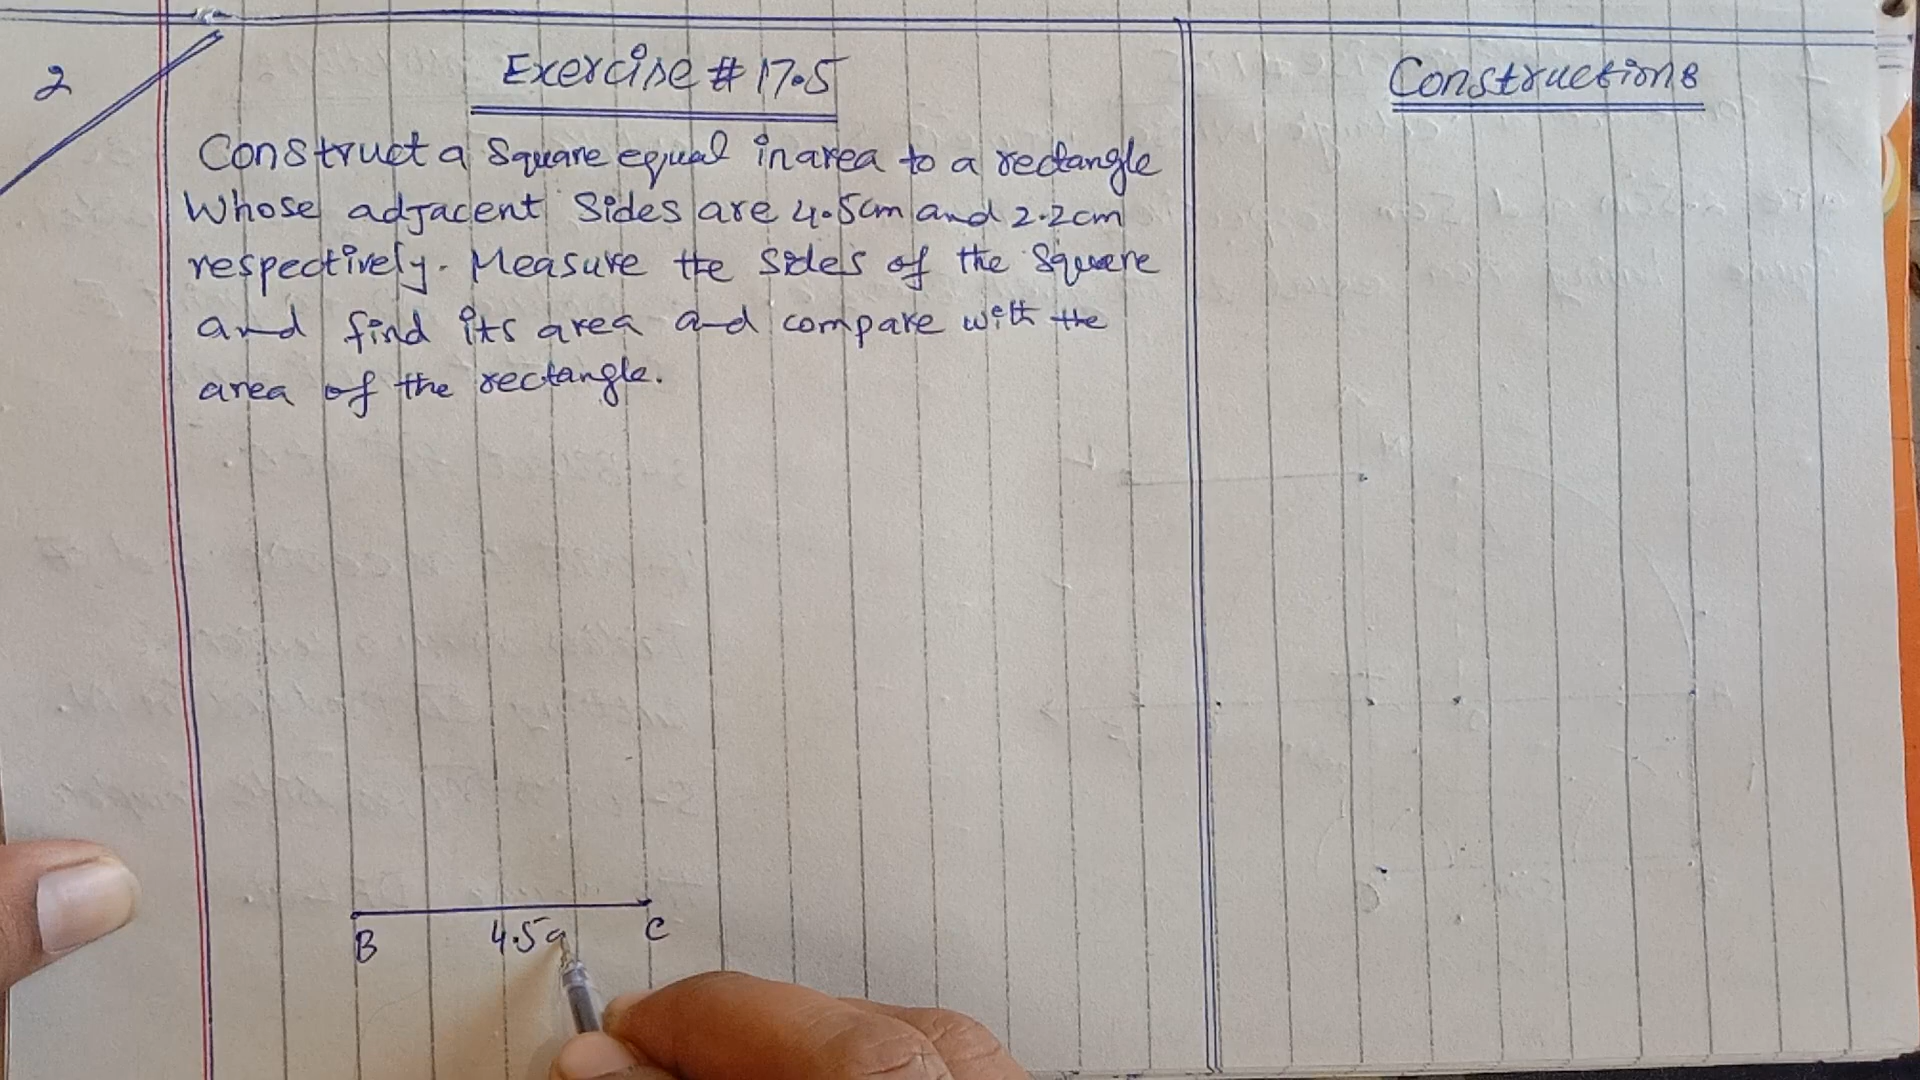 2
Exercise # 17.5
Constructions
Construct a Square equal in area to a rectangle
Whose adjacent Sides are 4.5cm and 2.2cm
respectively. Measure the sides of the Square
and find its area and compare with the
area of the rectangle.
B 4.5c C